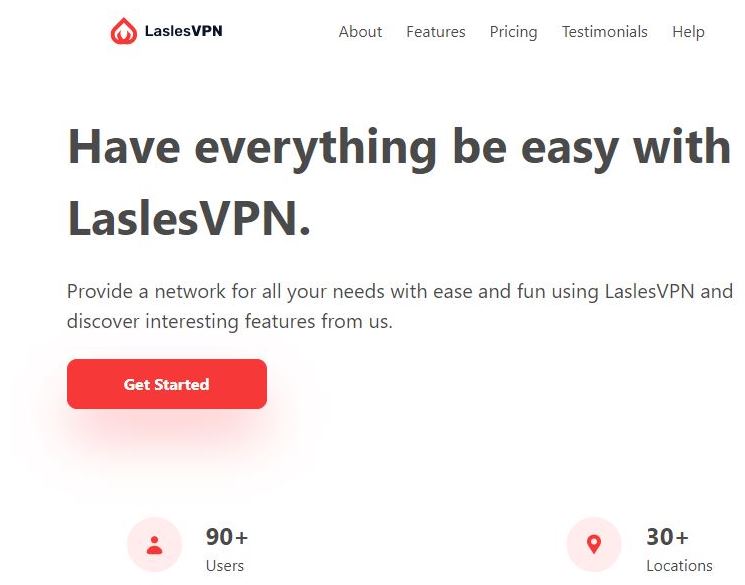 LaslesVPN About Features Pricing Testimonials Help
Have everything be easy with
LaslesVPN.
Provide a network for all your needs with ease and fun using LaslesVPN and
discover interesting features from us.
Get Started
90+
Users
30+
Locations